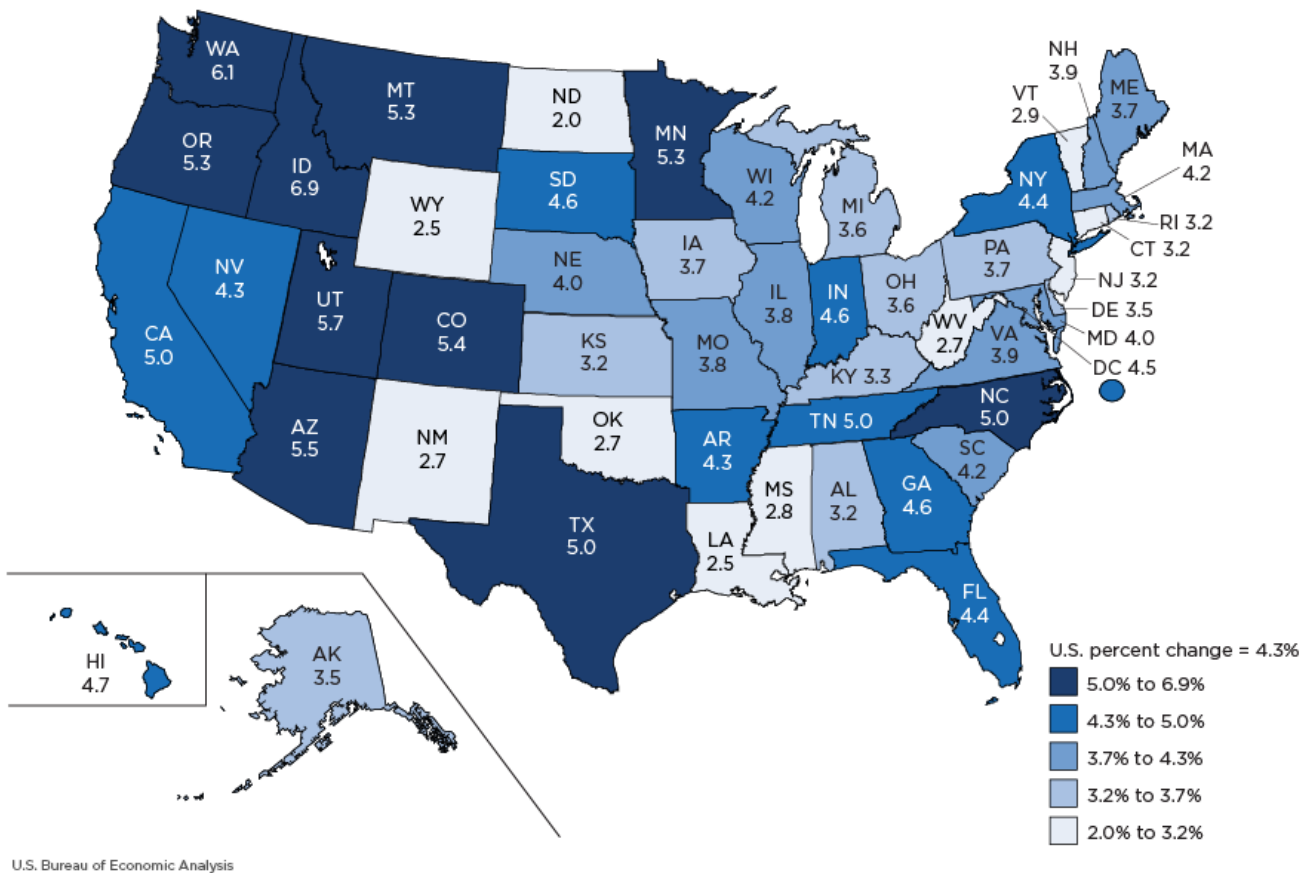 WA
6.1
MT
5.3
ND
2.0
MN
5.3
OR
5.3
ID
6.9
WY
2.5
SD
4.6
WI
4.2
MI
3.6
NH
3.9
VT
2.9
ME
3.7
MA
4.2
NY
4.4
RI 3.2
CT 3.2
NJ 3.2
DE 3.5
MD 4.0
DC 4.5
PA
3.7
IA
3.7
NE
4.0
NV
4.3
UT
5.7
CO
5.4
CA
5.0
IL
3.8
IN
4.6
OH
3.6
WV
2.7
VA
3.9
KS
3.2
MO
3.8
KY 3.3
NC
5.0
TN 5.0
SC
4.2
AZ
5.5
NM
2.7
OK
2.7
AR
4.3
MS
2.8
AL
3.2
GA
4.6
TX
5.0
LA
2.5
FL
4.4
HI
4.7
AK
3.5
U.S. percent change = 4.3%
5.0% to 6.9%
4.3% to 5.0%
3.7% to 4.3%
3.2% to 3.7%
2.0% to 3.2%
U.S. Bureau of Economic Analysis